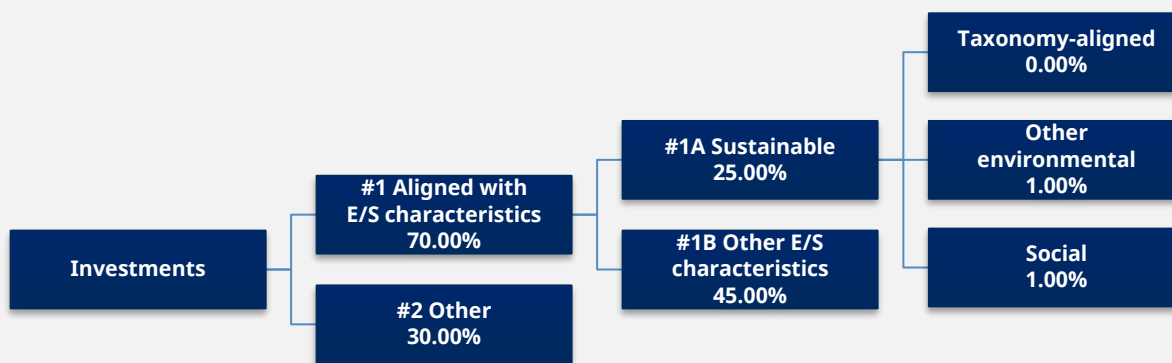 Investments
#1 Aligned with
E/S characteristics
70.00%
#2 Other
30.00%
#1A Sustainable
25.00%
#1B Other E/S
characteristics
45.00%
Taxonomy-aligned
0.00%
Other
environmental
1.00%
Social
1.00%